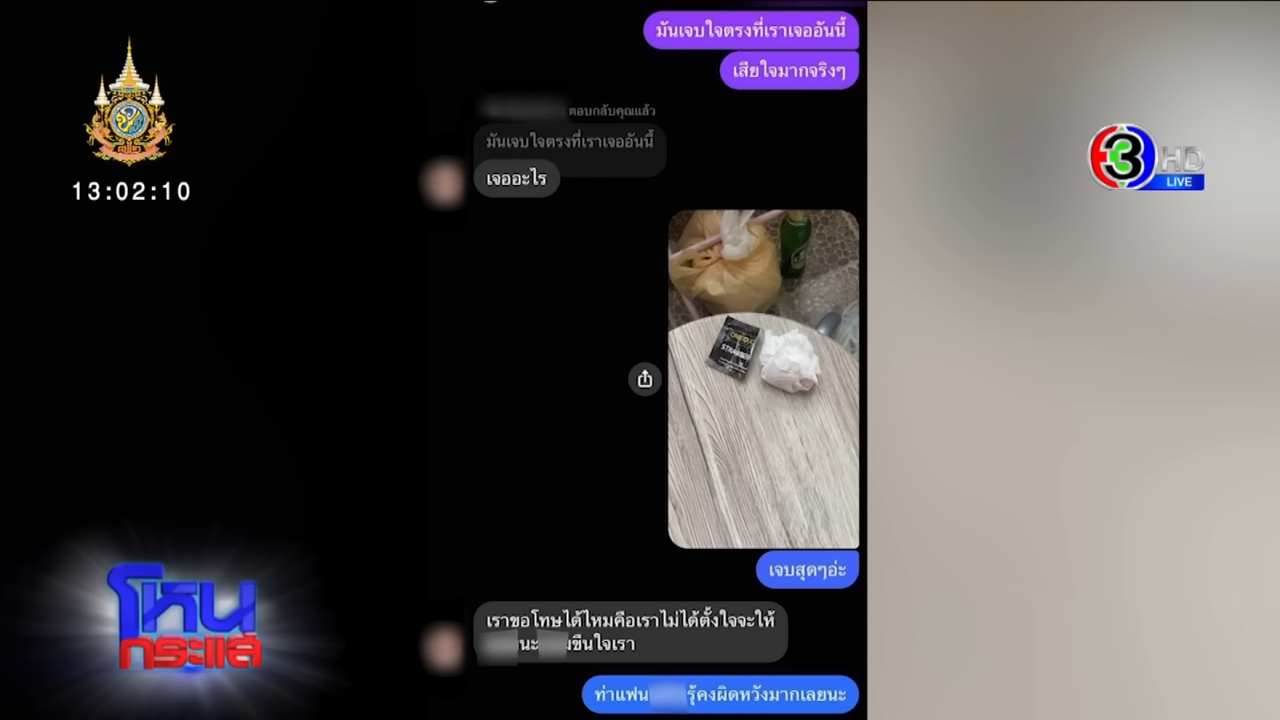 มันเจบใจตรงที่เราเจออันนี้
เสียใจมากจริงๆ
ตอบกลับคุณแล้ว
มันเจบใจตรงที่เราเจออันนี้
เจออะไร
13:02:10
3 HD
LIVE
เจบสุดๆอ่ะ
เราขอโทษได้ไหมคือเราไม่ได้ตั้งใจจะให้
นะ ขืนใจเรา
ท่าแฟน รู้คงผิดหวังมากเลยนะ
โหนกระแส